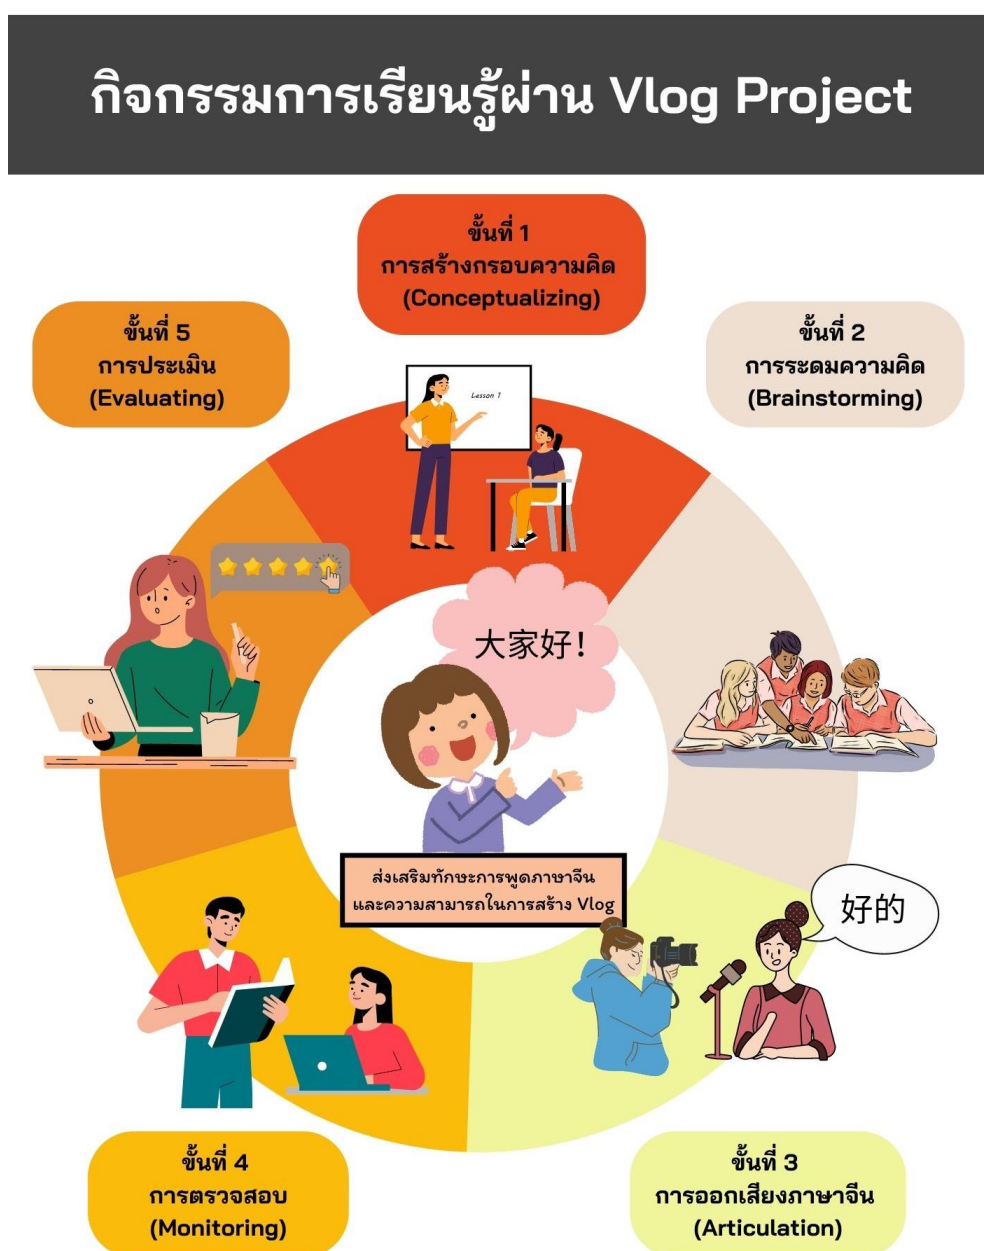 กิจกรรมการเรียนรู้ผ่าน Vlog Project
ขั้นที่ 1
การสร้างกรอบความคิด
(Conceptualizing)
ขั้นที่ 5
การประเมิน
(Evaluating)
ขั้นที่ 2
การระดมความคิด
(Brainstorming)
Lesson 1
大家好!
ส่งเสริมทักษะการพูดภาษาจีน
และความสามารถในการสร้าง Vlog
好的
ขั้นที่ 4
การตรวจสอบ
(Monitoring)
ขั้นที่ 3
การออกเสียงภาษาจีน
(Articulation)